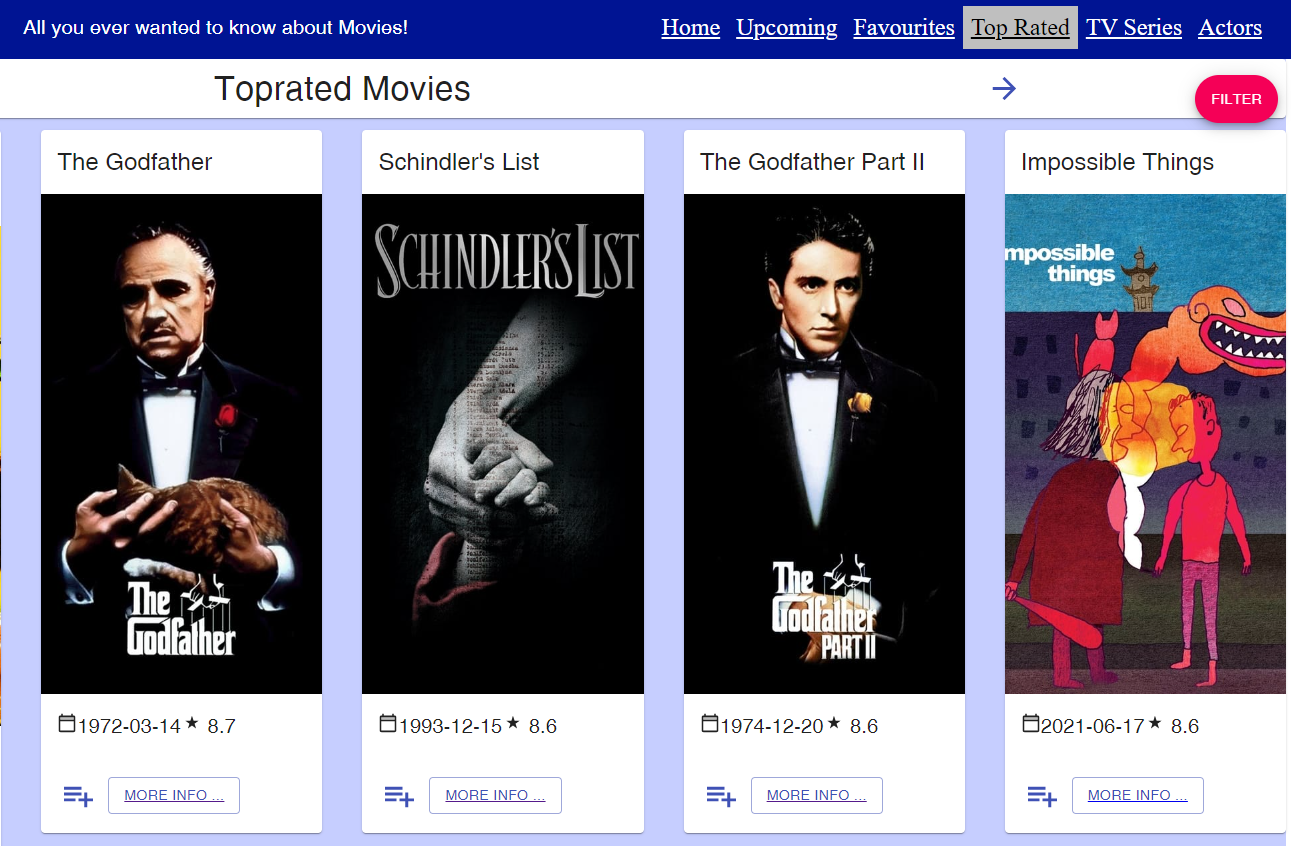 All you ever wanted to know about Movies!
Home Upcoming Favourites Top Rated TV Series Actors
Toprated Movies
FILTER
The Godfather
Schindler's List
The Godfather Part II
Impossible Things
SCHINDLER'S LIST
mpossible
things
The
Godfather
The
Godfather
PART II
1972-03-14 ★ 8.7
1993-12-15 ★ 8.6
1974-12-20 ★ 8.6
2021-06-17 ★ 8.6
MORE INFO ...
MORE INFO ...
MORE INFO ...
MORE INFO ...